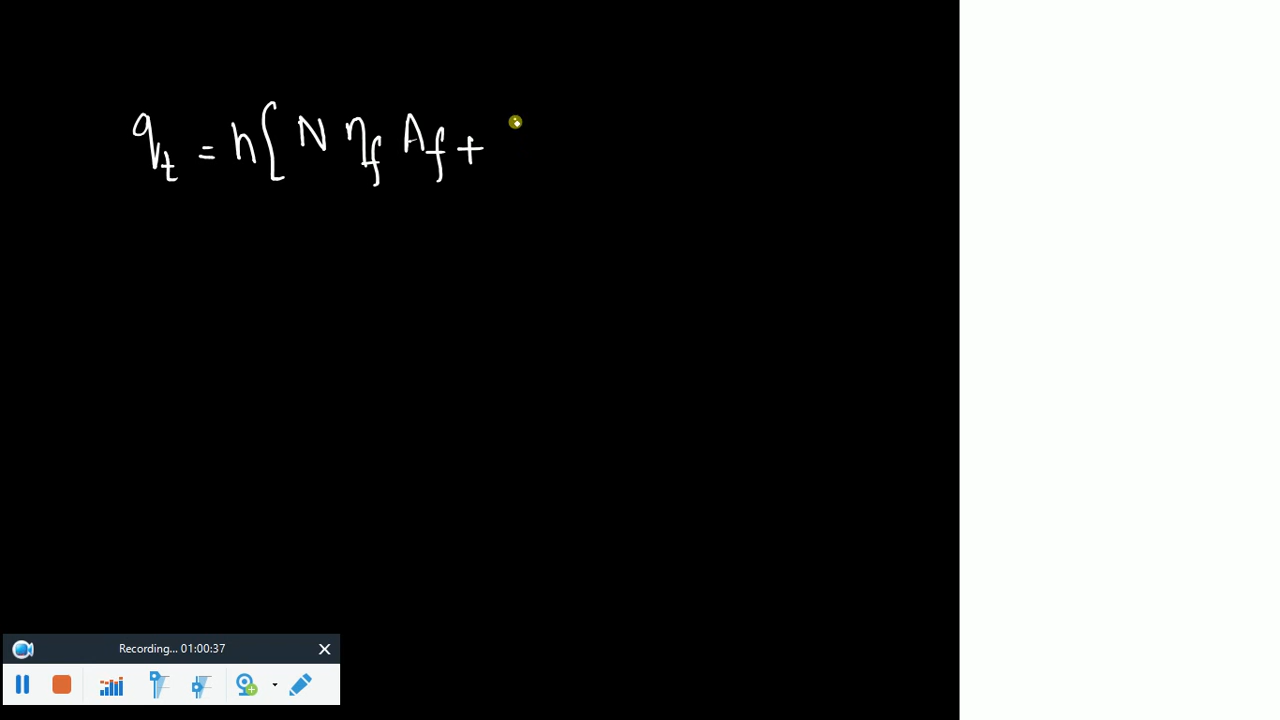 q_t = h[ N η_f A_f +
Recording... 01:00:37